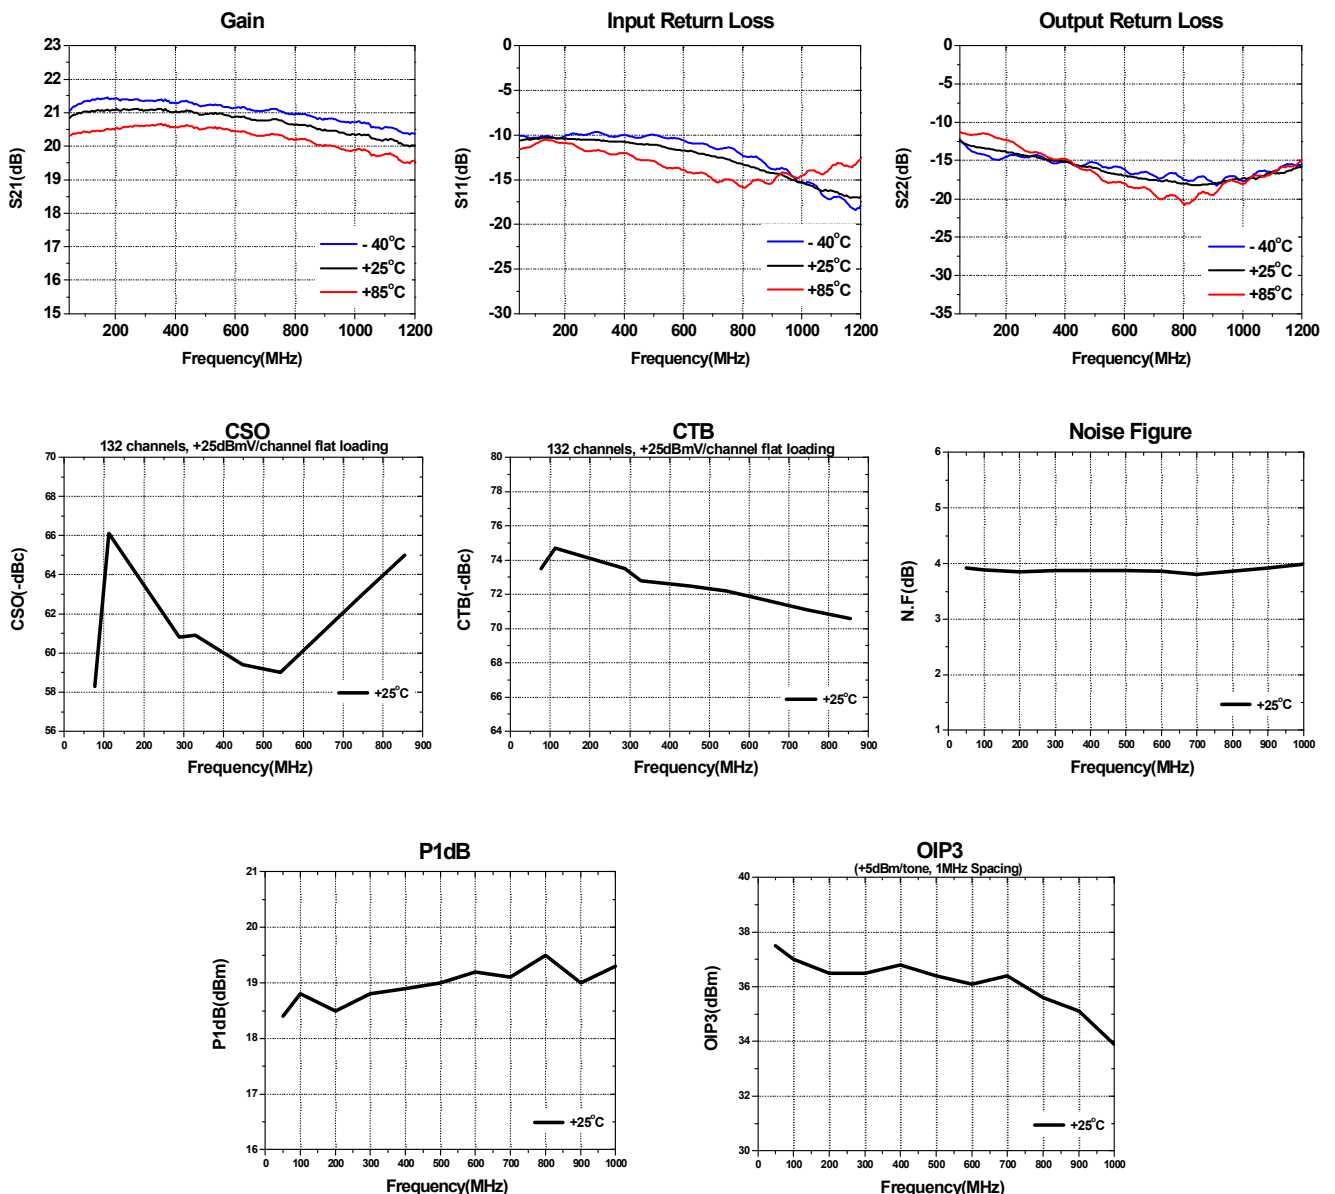 Gain
S21(dB)
23
22
21
20
19
18
17
16
15
- 40°C
+25°C
+85°C
200 400 600 800 1000 1200
Frequency(MHz)
Input Return Loss
S11(dB)
0
-5
-10
-15
-20
-25
-30
- 40°C
+25°C
+85°C
200 400 600 800 1000 1200
Frequency(MHz)
Output Return Loss
S22(dB)
0
-5
-10
-15
-20
-25
-30
-35
- 40°C
+25°C
+85°C
200 400 600 800 1000 1200
Frequency(MHz)
CSO
132 channels, +25dBmV/channel flat loading
CSO(-dBc)
70
68
66
64
62
60
58
56
+25°C
0 100 200 300 400 500 600 700 800 900
Frequency(MHz)
CTB
132 channels, +25dBmV/channel flat loading
CTB(-dBc)
80
78
76
74
72
70
68
66
64
+25°C
0 100 200 300 400 500 600 700 800 900
Frequency(MHz)
Noise Figure
N.F(dB)
6
5
4
3
2
1
+25°C
0 100 200 300 400 500 600 700 800 900 1000
Frequency(MHz)
P1dB
P1dB(dBm)
21
20
19
18
17
16
+25°C
0 100 200 300 400 500 600 700 800 900 1000
Frequency(MHz)
OIP3
(+5dBm/tone, 1MHz Spacing)
OIP3(dBm)
40
38
36
34
32
30
+25°C
0 100 200 300 400 500 600 700 800 900 1000
Frequency(MHz)